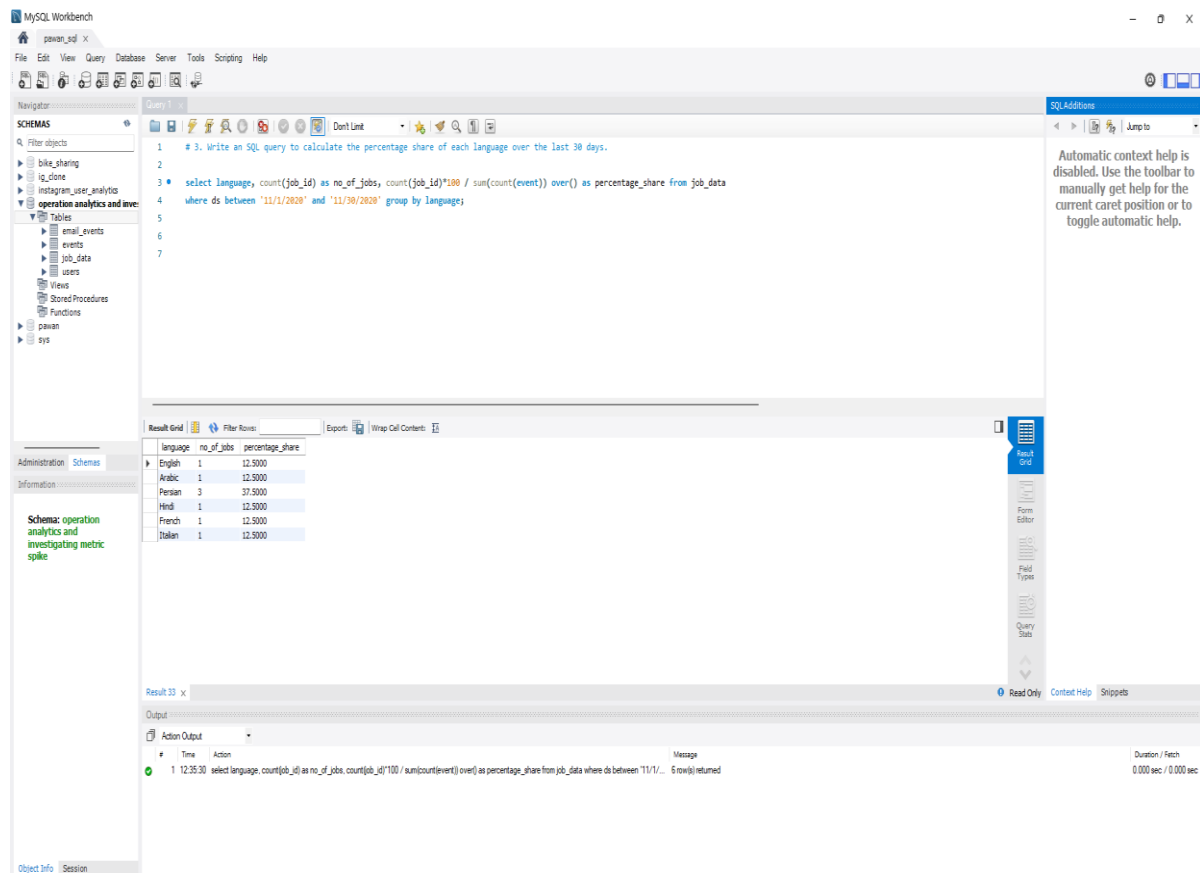 MySQL Workbench
pawan_sql x
File Edit View Query Database Server Tools Scripting Help
Navigator
SCHEMAS
Filter objects
bike_sharing
ig_clone
instagram_user_analytics
operation analytics and inves
Tables
email_events
events
job_data
users
Views
Stored Procedures
Functions
pawan
sys
Administration Schemas
Information
Schema: operation
analytics and
investigating metric
spike
Object Info Session
Query 1 x
Don't Limit
1 # 3. Write an SQL query to calculate the percentage share of each language over the last 30 days.
2
3 select language, count(job_id) as no_of_jobs, count(job_id)*100 / sum(count(event)) over() as percentage_share from job_data
4 where ds between '11/1/2020' and '11/30/2020' group by language;
5
6
7
Result Grid Filter Rows: Export: Wrap Cell Content:
language no_of_jobs percentage_share
English 1 12.5000
Arabic 1 12.5000
Persian 3 37.5000
Hindi 1 12.5000
French 1 12.5000
Italian 1 12.5000
Result
Grid
Form
Editor
Field
Types
Query
Stats
Result 33 x
Read Only
Output
Action Output
# Time Action Message Duration / Fetch
1 12:35:30 select language, count(job_id) as no_of_jobs, count(job_id)*100 / sum(count(event)) over() as percentage_share from job_data where ds between '11/1/... 6 row(s) returned 0.000 sec / 0.000 sec
SQLAdditions
Jump to
Automatic context help is
disabled. Use the toolbar to
manually get help for the
current caret position or to
toggle automatic help.
Context Help Snippets